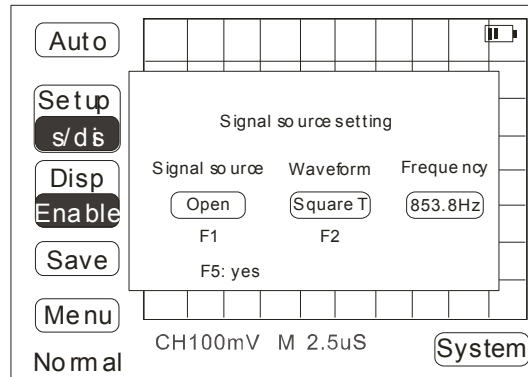 Auto
Setup
s/dis
Disp
Enable
Save
Menu
Normal
Signal source setting
Signal source Waveform Frequency
Open Square T 853.8Hz
F1 F2
F5: yes
CH100mV M 2.5uS
System